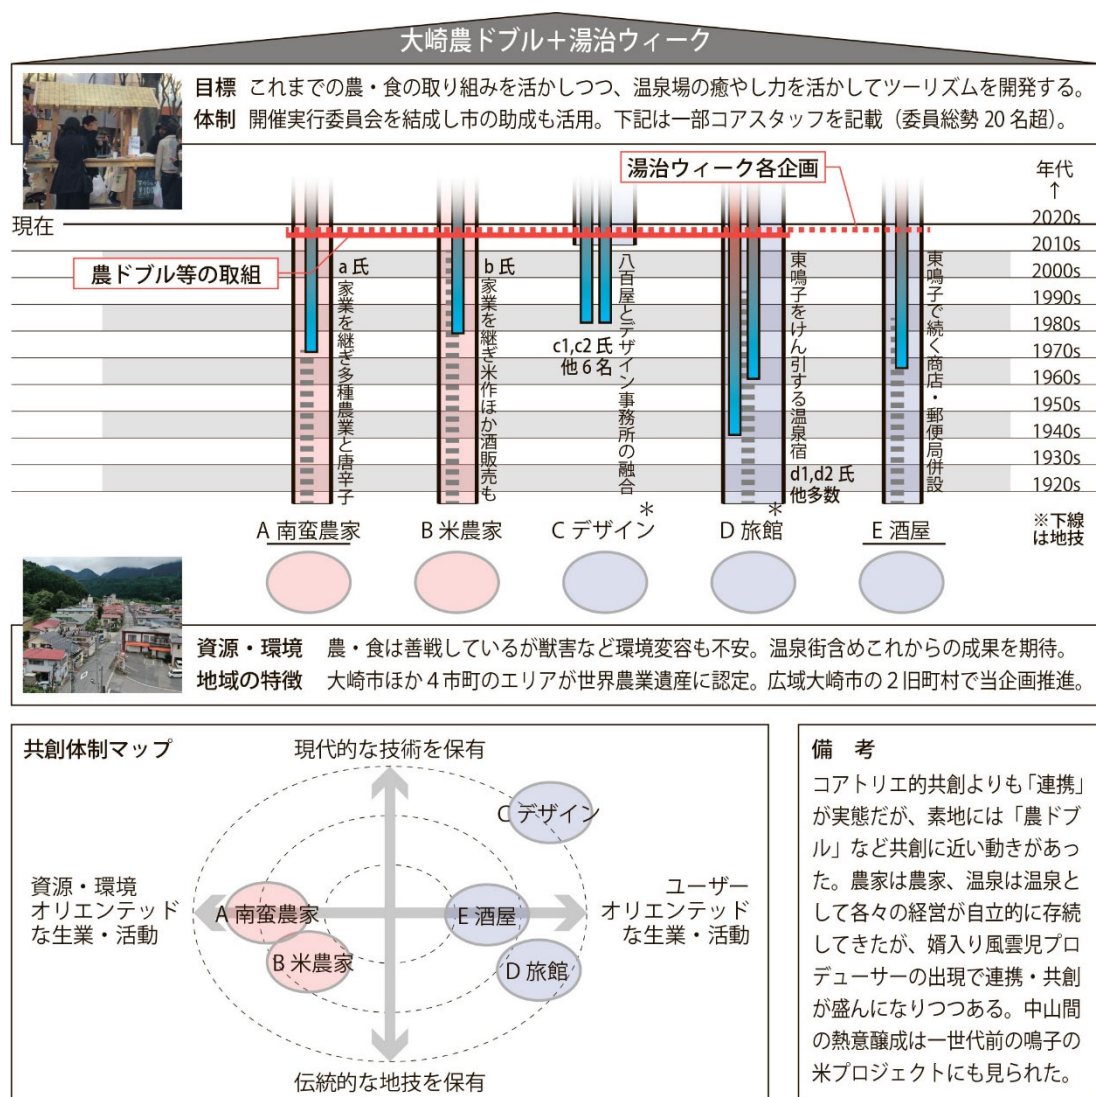 大崎農ドブル＋湯治ウィーク
目標 これまでの農・食の取り組みを活かしつつ、温泉場の癒やし力を活かしてツーリズムを開発する。
体制 開催実行委員会を結成し市の助成も活用。下記は一部コアスタッフを記載（委員総勢 20 名超）。
湯治ウィーク各企画
年代
↑
現在
2020s
2010s
2000s
1990s
1980s
1970s
1960s
1950s
1940s
1930s
1920s
農ドブル等の取組
a 氏
家業を継ぎ多種農業と唐辛子
b 氏
家業を継ぎ米作ほか酒販売も
c1,c2 氏
他 6 名
八百屋とデザイン事務所の融合
東鳴子をけん引する温泉宿
d1,d2 氏
他多数
東鳴子で続く商店・郵便局併設
A 南蛮農家
B 米農家
C デザイン*
D 旅館*
E 酒屋
※下線
は地技
資源・環境 農・食は善戦しているが獣害など環境変容も不安。温泉街含めこれからの成果を期待。
地域の特徴 大崎市ほか 4 市町のエリアが世界農業遺産に認定。広域大崎市の 2 旧町村で当企画推進。
共創体制マップ
現代的な技術を保有
C デザイン
資源・環境
オリエンテッド
な生業・活動
A 南蛮農家
B 米農家
E 酒屋
D 旅館
ユーザー
オリエンテッド
な生業・活動
伝統的な地技を保有
備 考
コアトリエ的共創よりも「連携」
が実態だが、素地には「農ドブ
ル」など共創に近い動きがあっ
た。農家は農家、温泉は温泉と
して各々の経営が自立的に存続
してきたが、婿入り風雲児プロ
デューサーの出現で連携・共創
が盛んになりつつある。中山間
の熱意醸成は一世代前の鳴子の
米プロジェクトにも見られた。